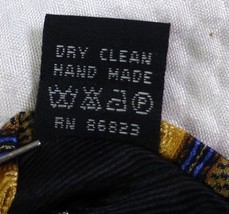 DRY CLEAN
HAND MADE
P
RN 86823